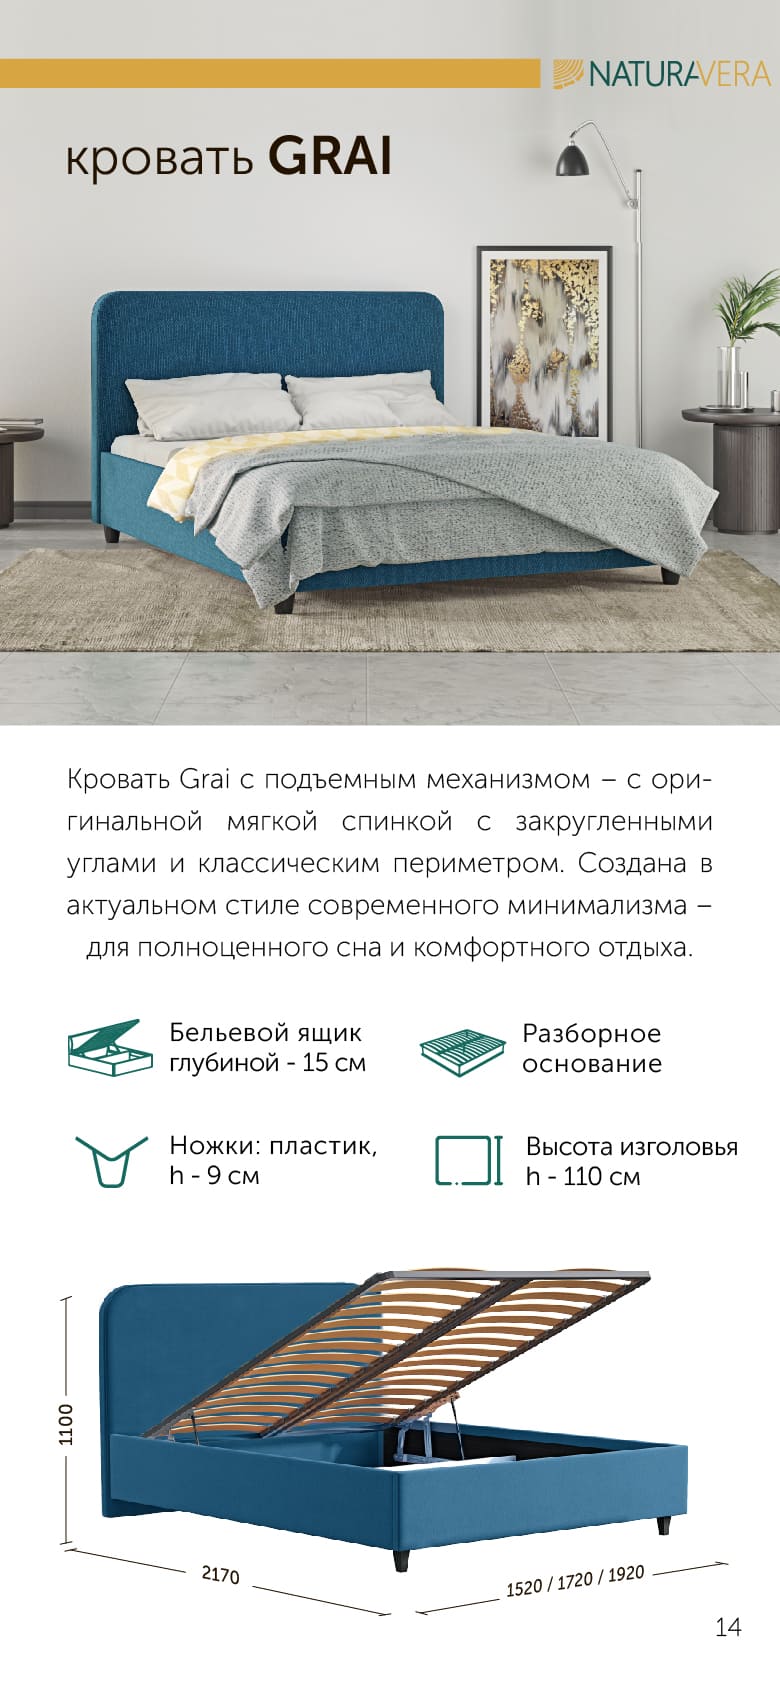 NATURAVERA
кровать GRAI
Кровать Grai с подъемным механизмом – с ори-
гинальной мягкой спинкой с закругленными
углами и классическим периметром. Создана в
актуальном стиле современного минимализма –
для полноценного сна и комфортного отдыха.
Бельевой ящик
глубиной - 15 см
Разборное
основание
Ножки: пластик,
h - 9 см
Высота изголовья
h - 110 см
1100
2170
1520 / 1720 / 1920
14